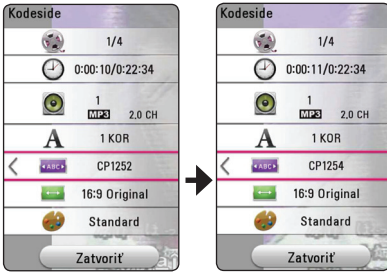 Kodeside
1/4
0:00:10/0:22:34
1
MP3 2,0 CH
A 1 KOR
ABC CP1252
16:9 Original
Standard
Zatvoriť
Kodeside
1/4
0:00:11/0:22:34
1
MP3 2,0 CH
A 1 KOR
ABC CP1254
16:9 Original
Standard
Zatvoriť